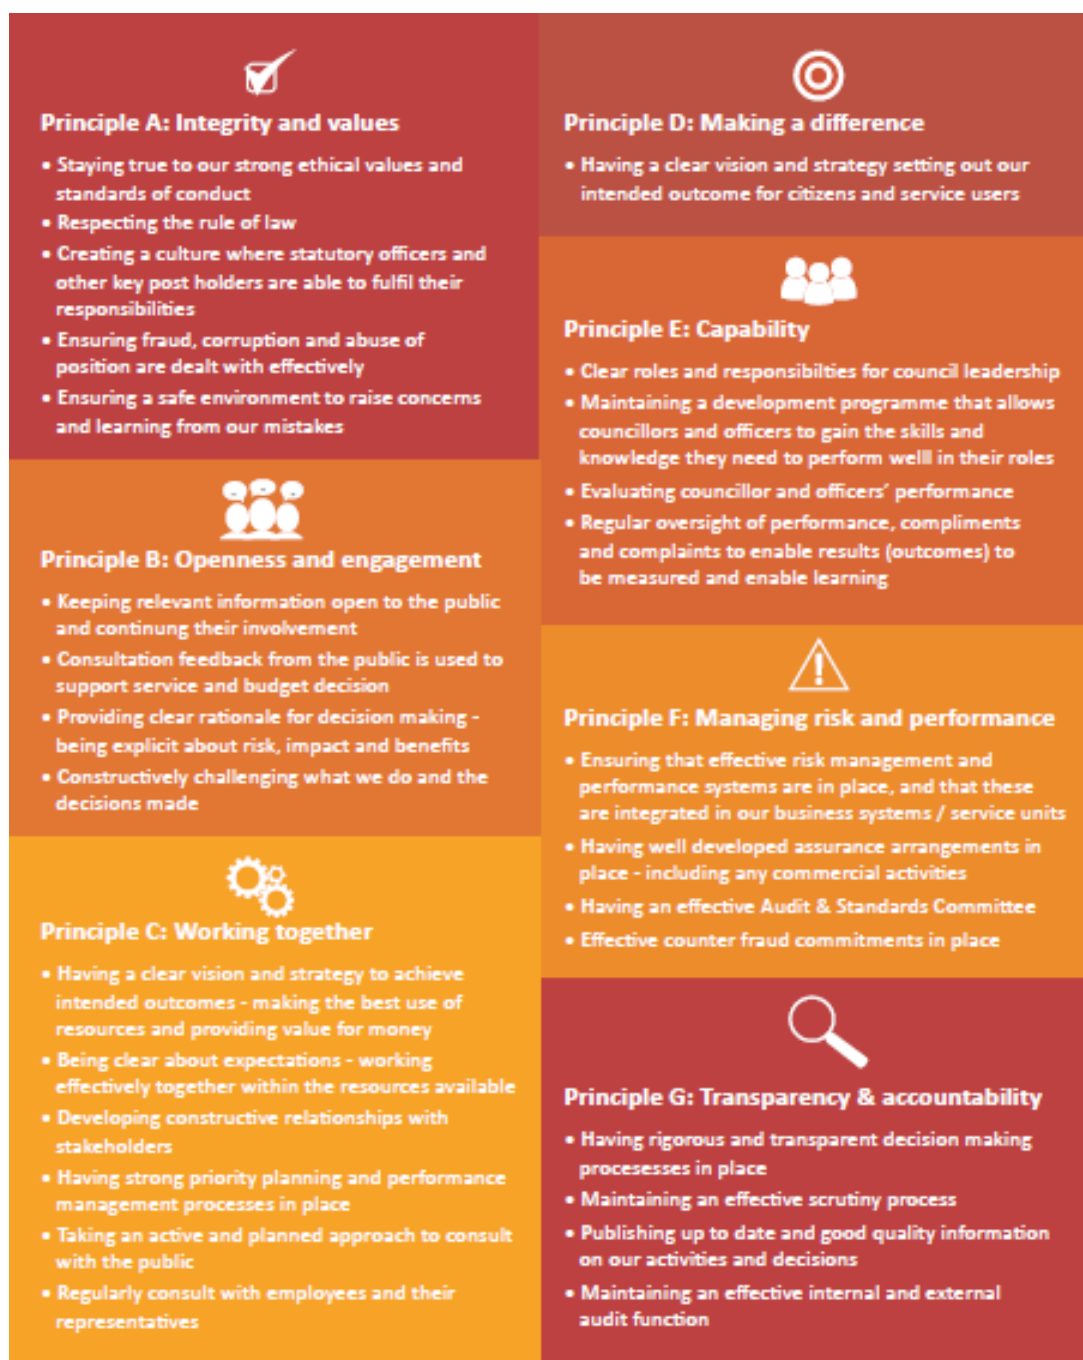 Principle A: Integrity and values
• Staying true to our strong ethical values and
standards of conduct
• Respecting the rule of law
• Creating a culture where statutory officers and
other key post holders are able to fulfil their
responsibilities
• Ensuring fraud, corruption and abuse of
position are dealt with effectively
• Ensuring a safe environment to raise concerns
and learning from our mistakes
Principle B: Openness and engagement
• Keeping relevant information open to the public
and continung their involvement
• Consultation feedback from the public is used to
support service and budget decision
• Providing clear rationale for decision making -
being explicit about risk, impact and benefits
• Constructively challenging what we do and the
decisions made
Principle C: Working together
• Having a clear vision and strategy to achieve
intended outcomes - making the best use of
resources and providing value for money
• Being clear about expectations - working
effectively together within the resources available
• Developing constructive relationships with
stakeholders
• Having strong priority planning and performance
management processes in place
• Taking an active and planned approach to consult
with the public
• Regularly consult with employees and their
representatives
Principle D: Making a difference
• Having a clear vision and strategy setting out our
intended outcome for citizens and service users
Principle E: Capability
• Clear roles and responsibilties for council leadership
• Maintaining a development programme that allows
councillors and officers to gain the skills and
knowledge they need to perform welll in their roles
• Evaluating councillor and officers’ performance
• Regular oversight of performance, compliments
and complaints to enable results (outcomes) to
be measured and enable learning
Principle F: Managing risk and performance
• Ensuring that effective risk management and
performance systems are in place, and that these
are integrated in our business systems / service units
• Having well developed assurance arrangements in
place - including any commercial activities
• Having an effective Audit & Standards Committee
• Effective counter fraud commitments in place
Principle G: Transparency & accountability
• Having rigorous and transparent decision making
procesesses in place
• Maintaining an effective scrutiny process
• Publishing up to date and good quality information
on our activities and decisions
• Maintaining an effective internal and external
audit function